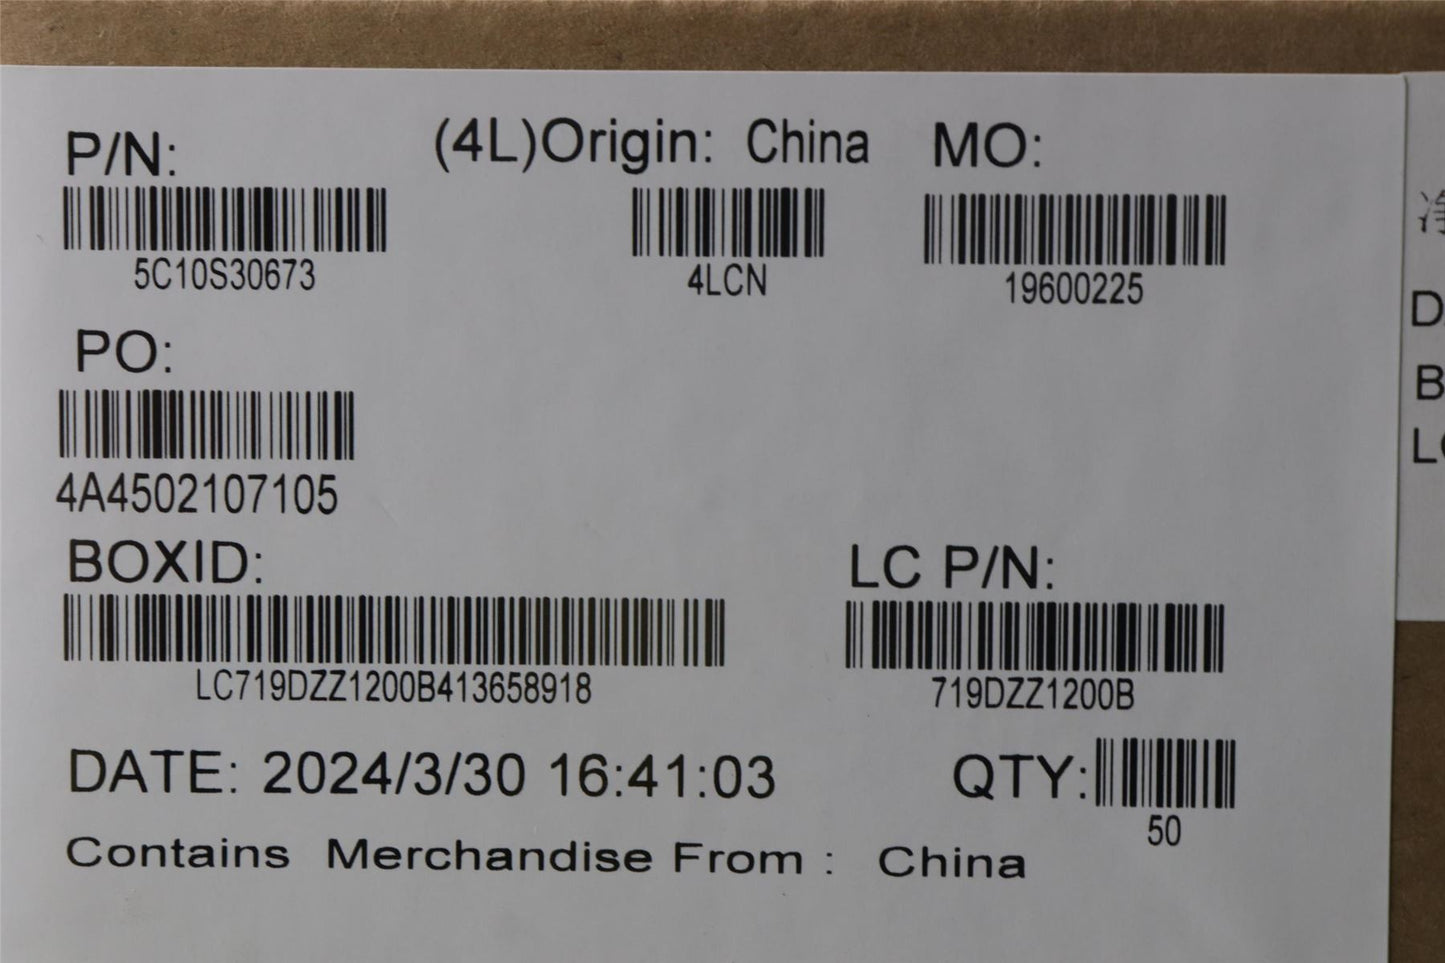 P/N: (4L)Origin: China MO:
5C10S30673 4LCN 19600225
PO:
4A4502107105
BOXID: LC P/N:
LC719DZZ1200B413658918 719DZZ1200B
DATE: 2024/3/30 16:41:03 QTY:
50
Contains Merchandise From : China